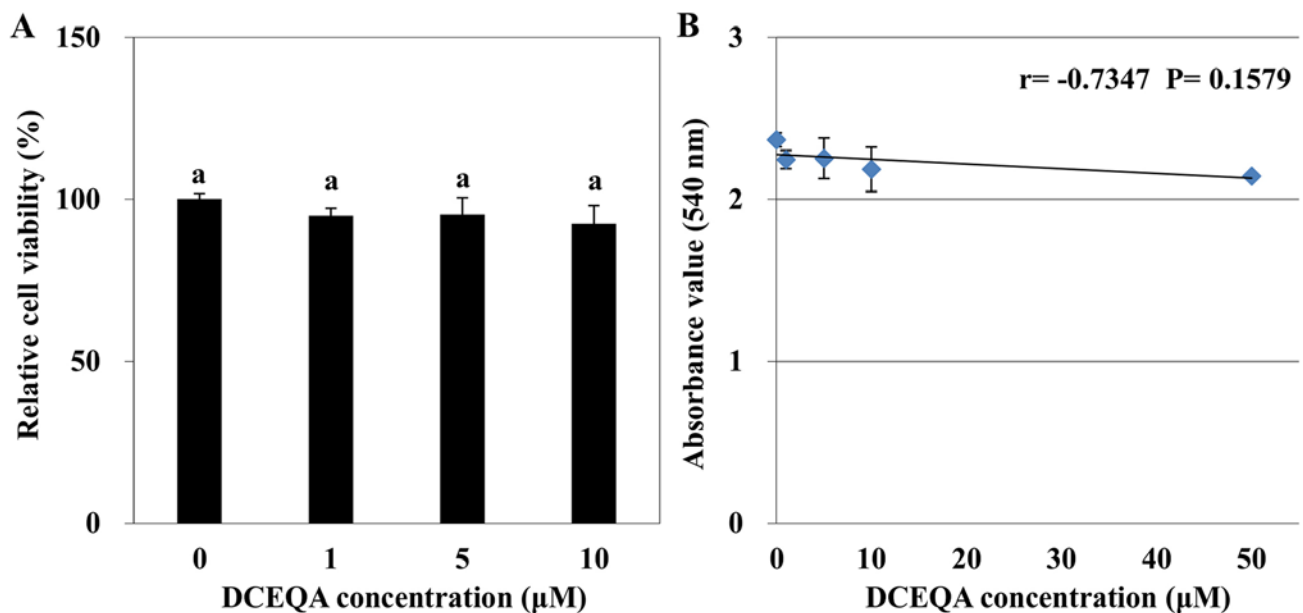 A
150
100
50
0
Relative cell viability (%)
a
a
a
a
0 1 5 10
DCEQA concentration (μM)
B
3
2
1
0
Absorbance value (540 nm)
r= -0.7347 P= 0.1579
0 10 20 30 40 50
DCEQA concentration (μM)